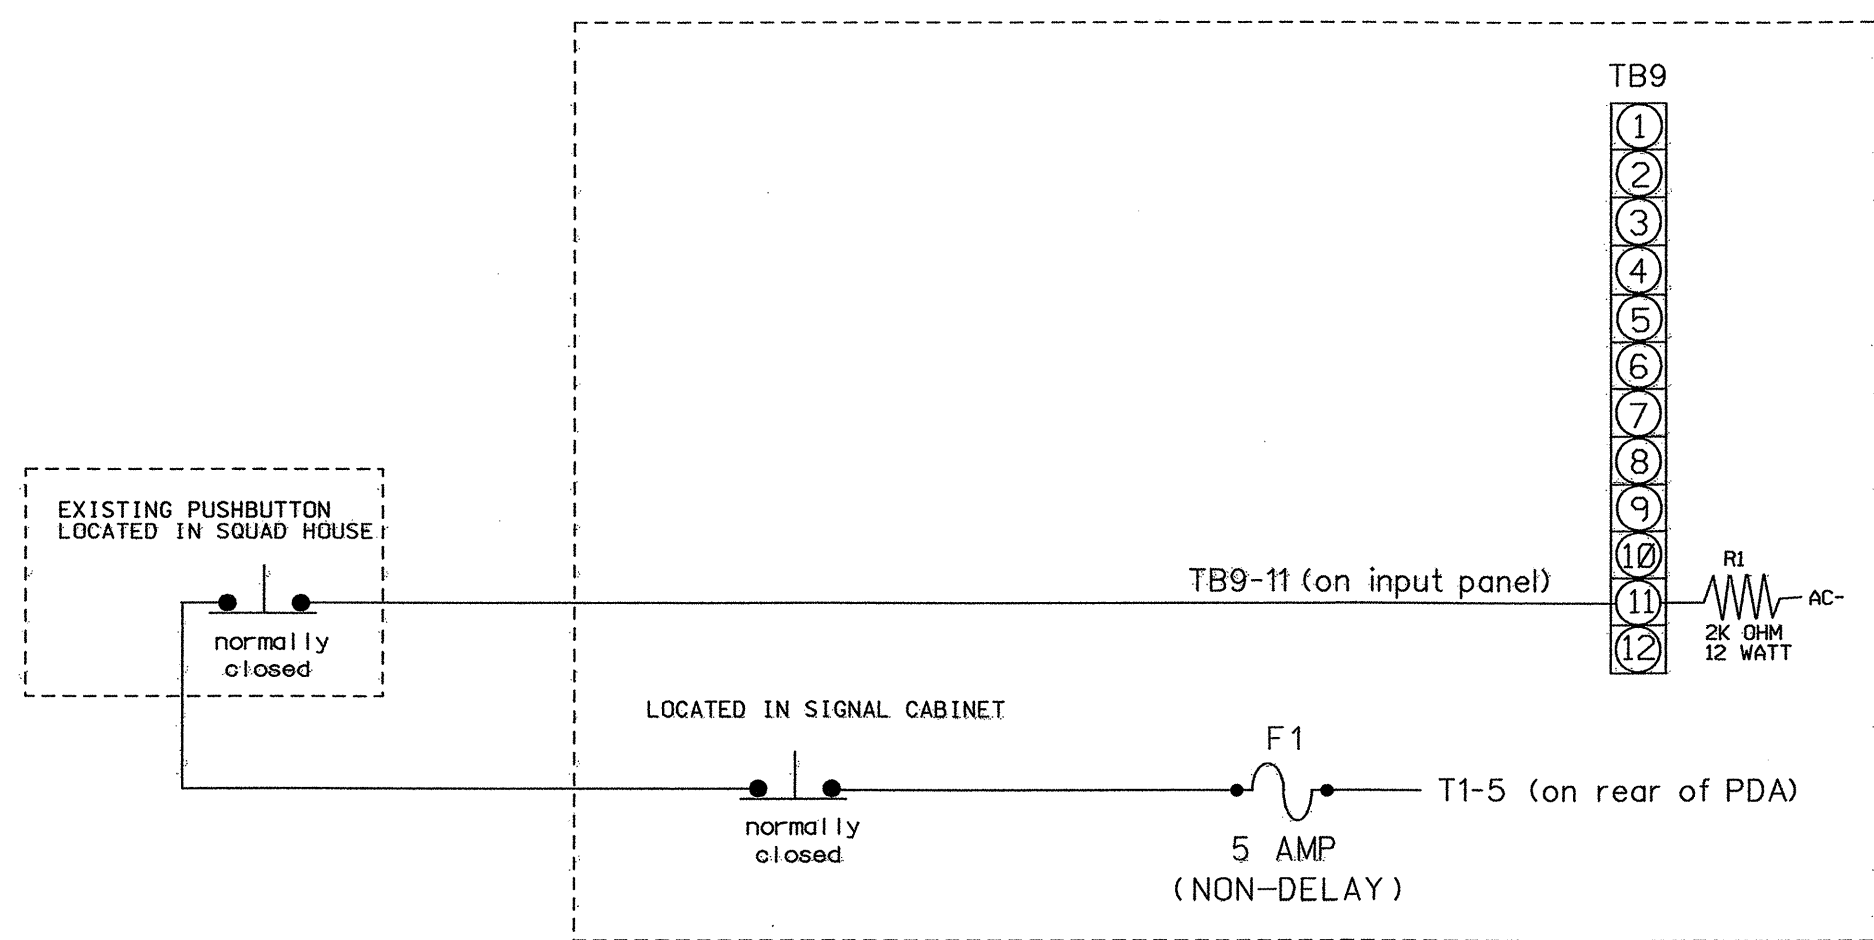 TB9
1
2
3
4
5
6
7
8
9
10
11
12
EXISTING PUSHBUTTON
LOCATED IN SQUAD HOUSE
normally
closed
TB9-11 (on input panel)
R1
AC-
2K OHM
12 WATT
LOCATED IN SIGNAL CABINET
normally
closed
F1
T1-5 (on rear of PDA)
5 AMP
(NON-DELAY)